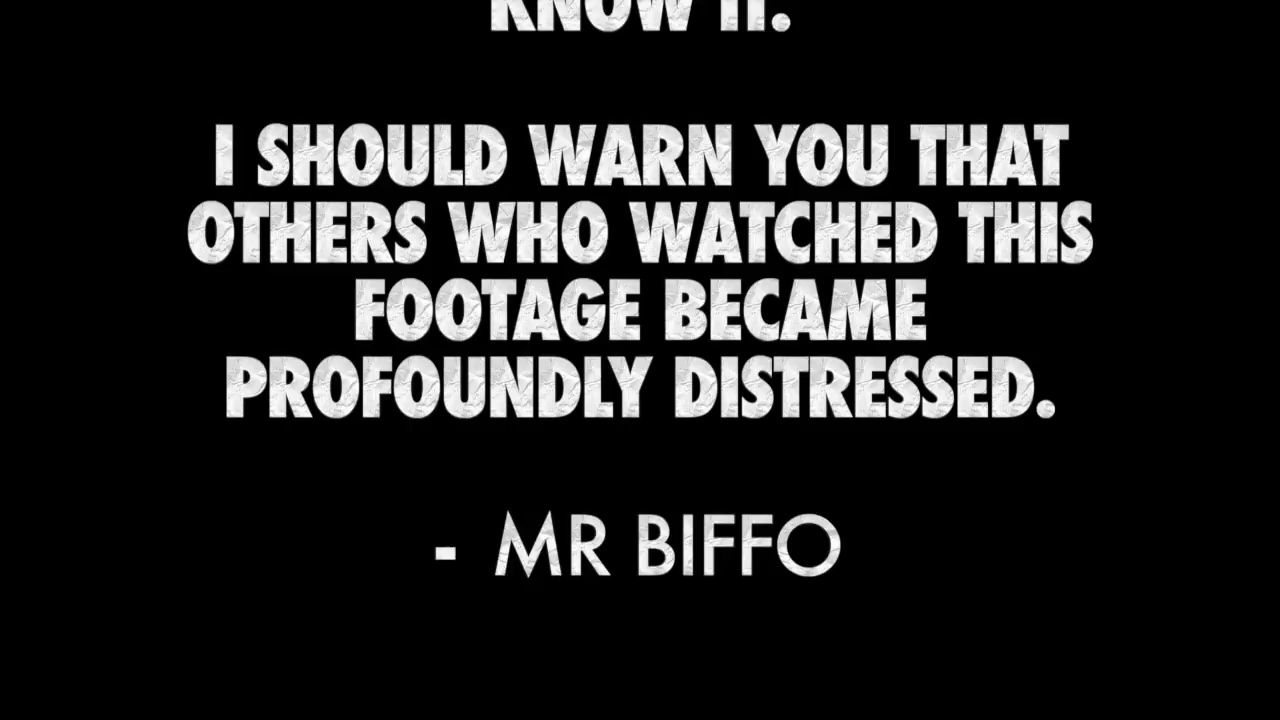 KNOW IT.
I SHOULD WARN YOU THAT
OTHERS WHO WATCHED THIS
FOOTAGE BECAME
PROFOUNDLY DISTRESSED.
- MR BIFFO